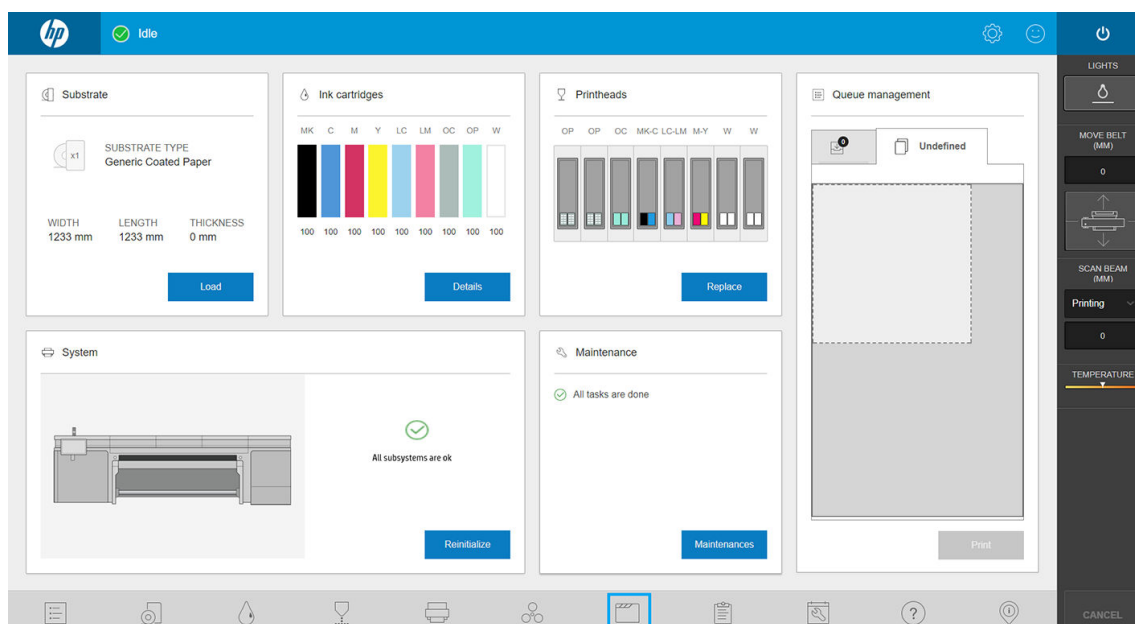 hp
Idle
Substrate
x1
SUBSTRATE TYPE
Generic Coated Paper
WIDTH LENGTH THICKNESS
1233 mm 1233 mm 0 mm
Load
Ink cartridges
MK C M Y LC LM OC OP W
100 100 100 100 100 100 100 100 100
Details
Printheads
OP OP OC MK-C LC-LM M-Y W W
Replace
Queue management
0
Undefined
Print
System
All subsystems are ok
Reinitialize
Maintenance
All tasks are done
Maintenances
LIGHTS
MOVE BELT
(MM)
0
SCAN BEAM
(MM)
Printing
0
TEMPERATURE
CANCEL